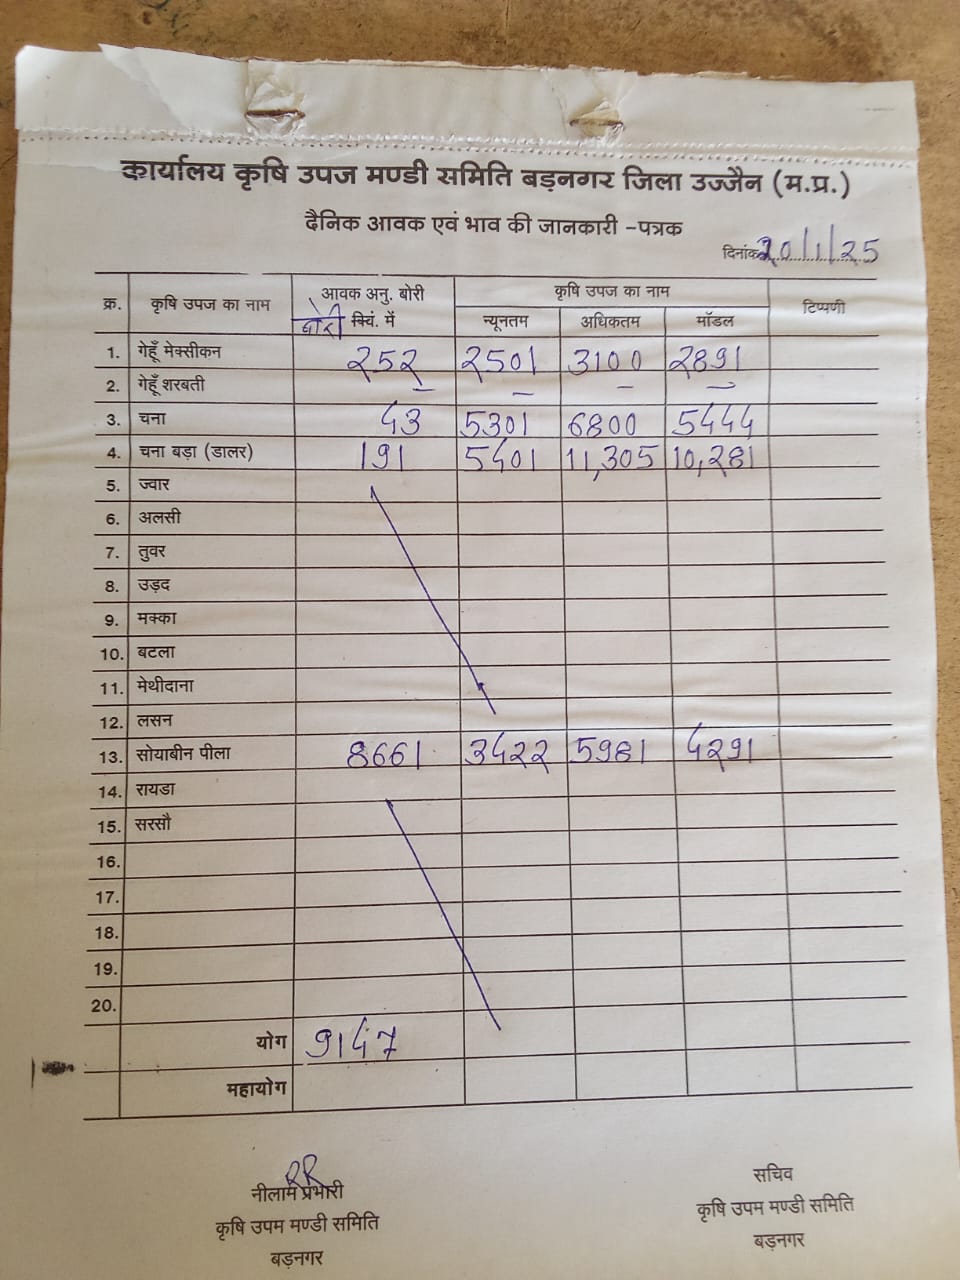 कार्यालय कृषि उपज मण्डी समिति बड़नगर जिला उज्जैन (म.प्र.)
दैनिक आवक एवं भाव की जानकारी -पत्रक
दिनांक 20/1/25
क्र. कृषि उपज का नाम आवक अनु. बोरी क्विं. में कृषि उपज का नाम टिप्पणी
बोरी न्यूनतम अधिकतम मॉडल
1. गेहूँ मेक्सीकन 252 2501 3100 2891
2. गेहूँ शरबती — — — —
3. चना 43 5301 6800 5444
4. चना बड़ा (डालर) 191 5401 11,305 10,281
5. ज्वार
6. अलसी
7. तुवर
8. उड़द
9. मक्का
10. बटला
11. मेथीदाना
12. लसन
13. सोयाबीन पीला 8661 3422 5981 4291
14. रायडा
15. सरसौ
16.
17.
18.
19.
20.
योग 9147
महायोग
नीलाम प्रभारी
कृषि उपम मण्डी समिति
बड़नगर
सचिव
कृषि उपम मण्डी समिति
बड़नगर